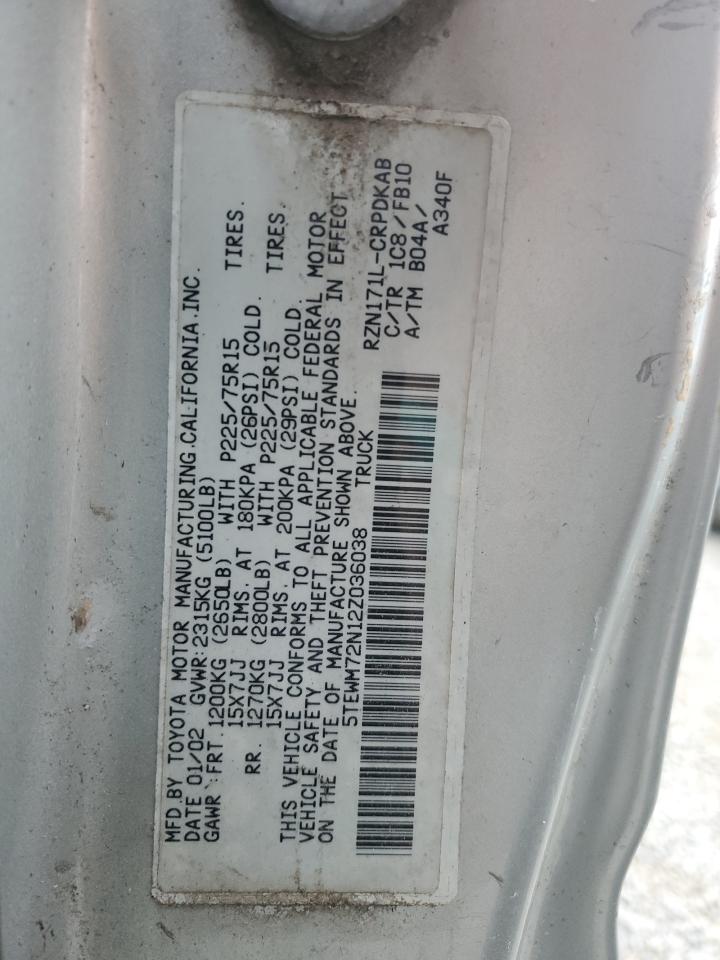 MFD.BY TOYOTA MOTOR MANUFACTURING.CALIFORNIA.INC.
DATE 01/02 GVWR:2315KG (5100LB)
GAWR :FRT.1200KG (2650LB) WITH P225/75R15 TIRES.
15X7JJ RIMS. AT 180KPA (26PSI) COLD.
RR. 1270KG (2800LB) WITH P225/75R15 TIRES.
15X7JJ RIMS. AT 200KPA (29PSI) COLD.
THIS VEHICLE CONFORMS TO ALL APPLICABLE FEDERAL MOTOR
VEHICLE SAFETY AND THEFT PREVENTION STANDARDS IN EFFECT
ON THE DATE OF MANUFACTURE SHOWN ABOVE.
5TEWM72N12Z036038 TRUCK
RZN171L-CRPDKAB
C/TR 1C8/FB10
A/TM B04A/
A340F